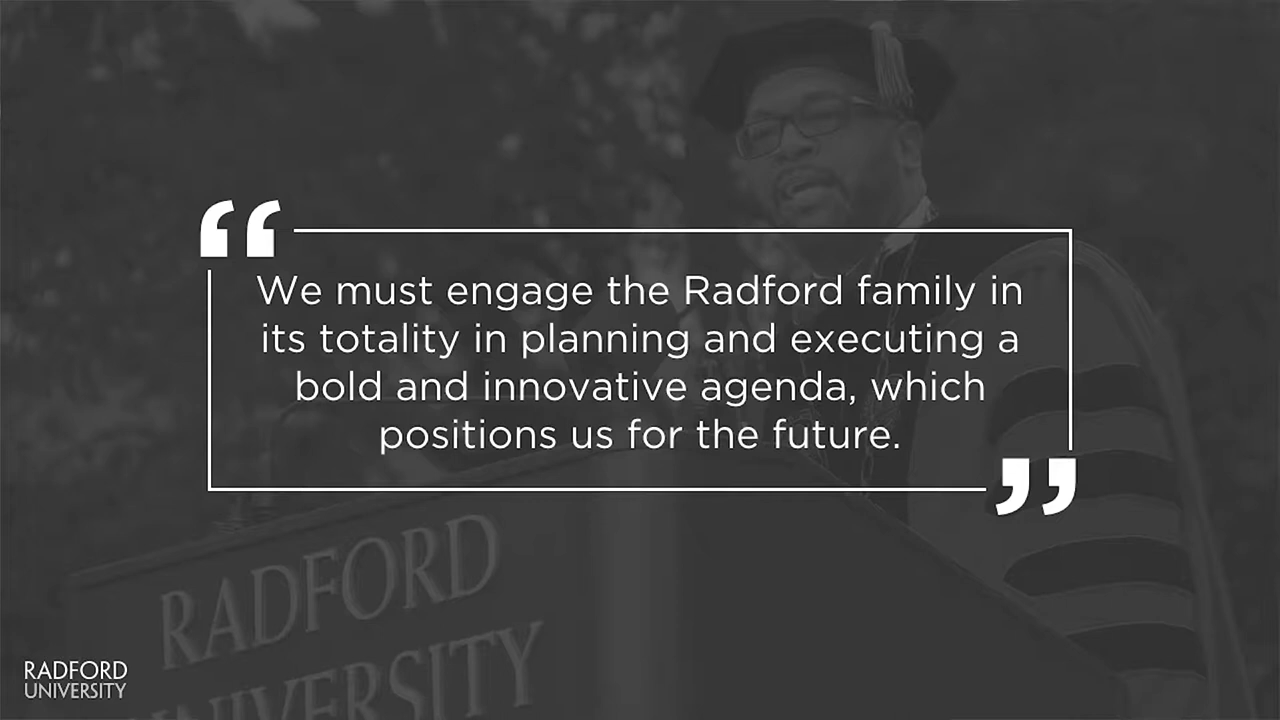 “
We must engage the Radford family in
its totality in planning and executing a
bold and innovative agenda, which
positions us for the future.
”
RADFORD
UNIVERSITY
RADFORD
UNIVERSITY